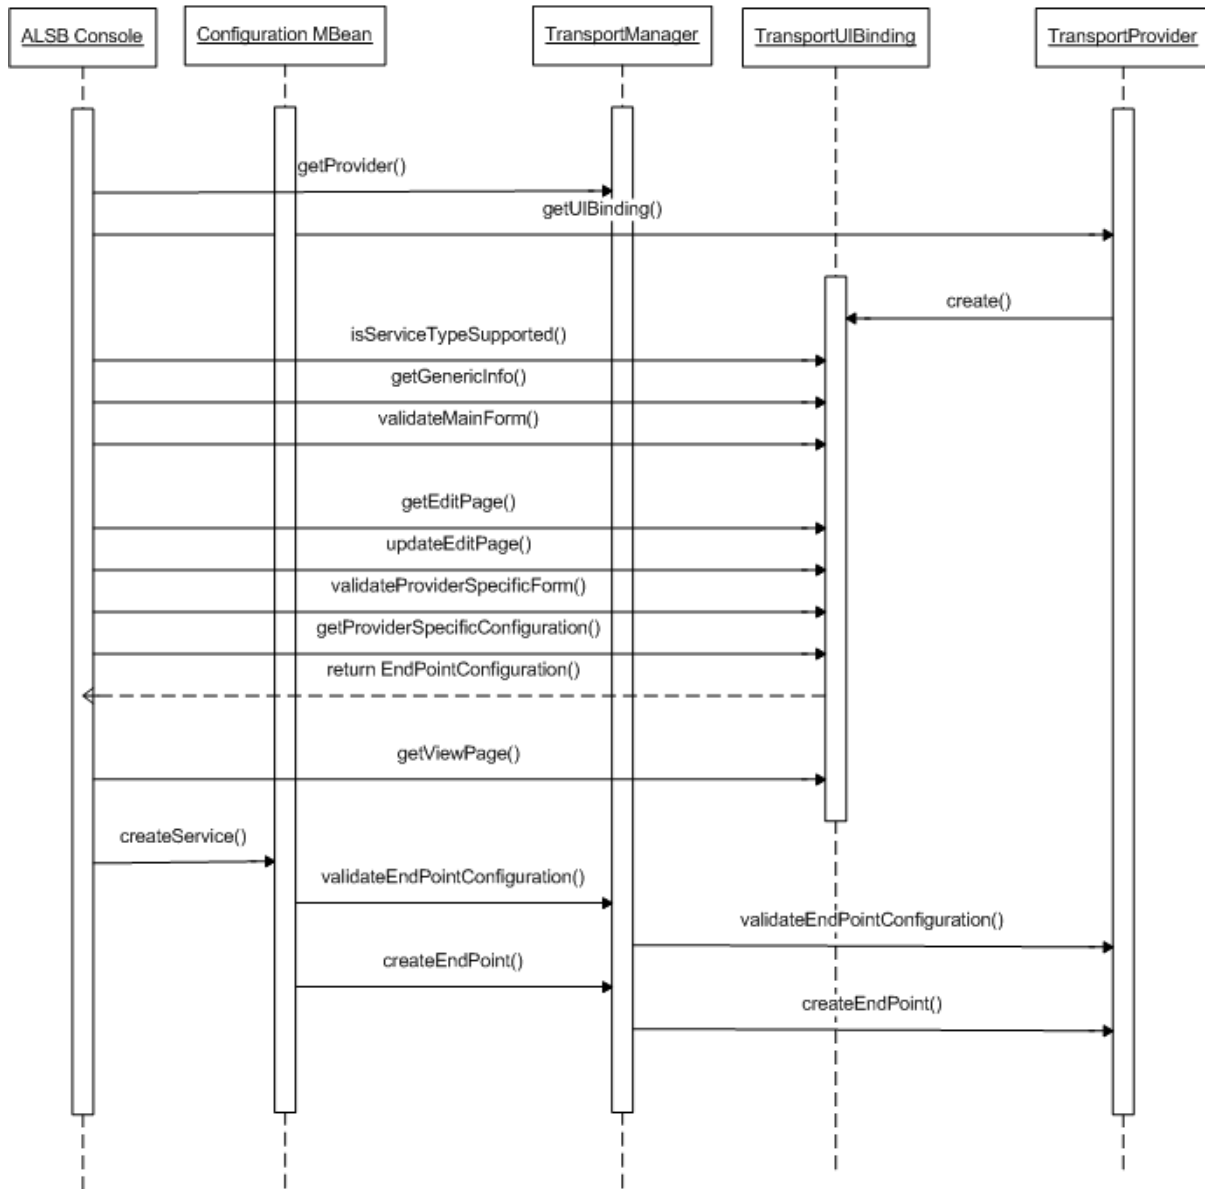 ALSB Console
Configuration MBean
TransportManager
TransportUIBinding
TransportProvider
getProvider()
getUIBinding()
create()
isServiceTypeSupported()
getGenericInfo()
validateMainForm()
getEditPage()
updateEditPage()
validateProviderSpecificForm()
getProviderSpecificConfiguration()
return EndPointConfiguration()
getViewPage()
createService()
validateEndPointConfiguration()
validateEndPointConfiguration()
createEndPoint()
createEndPoint()